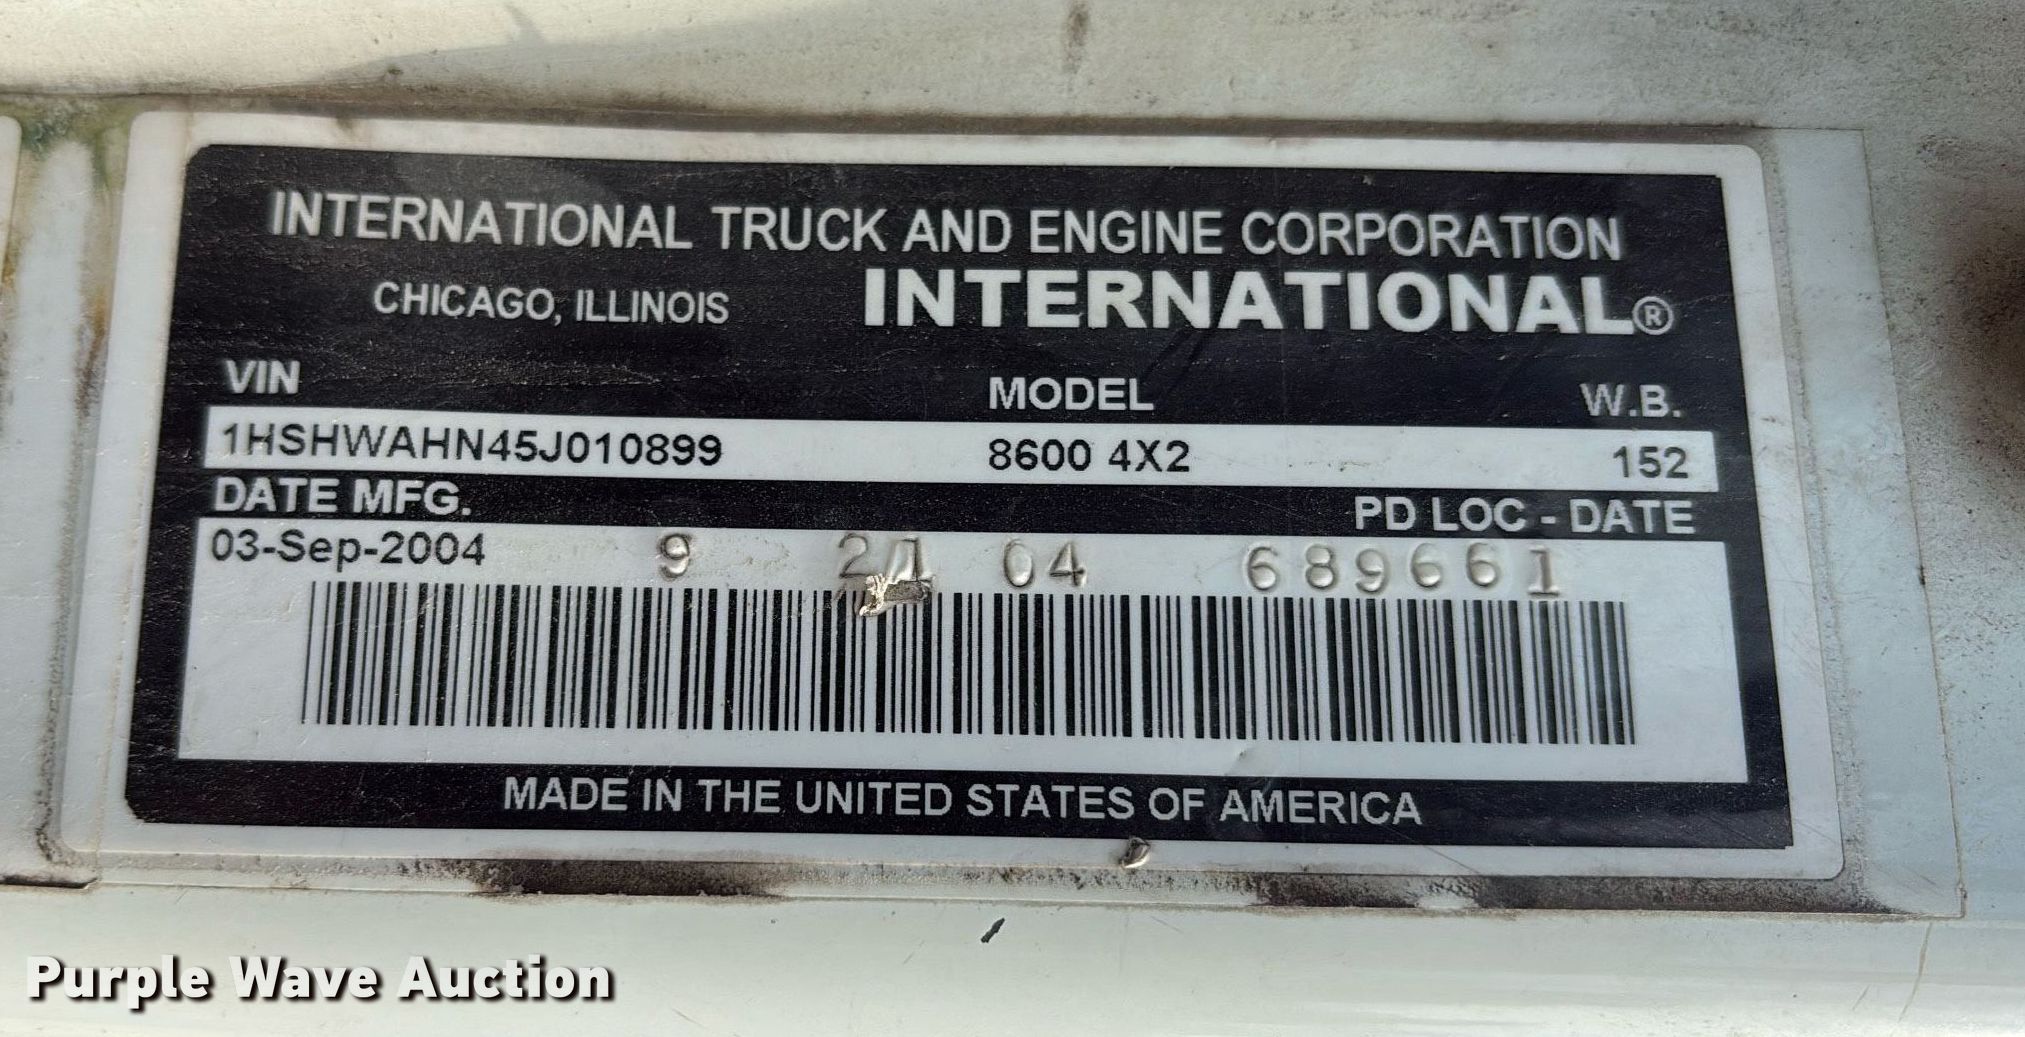 INTERNATIONAL TRUCK AND ENGINE CORPORATION
CHICAGO, ILLINOIS INTERNATIONAL®
VIN MODEL W.B.
1HSHWAHN45J010899 8600 4X2 152
DATE MFG. PD LOC - DATE
03-Sep-2004 9 21 04 689661
MADE IN THE UNITED STATES OF AMERICA
Purple Wave Auction